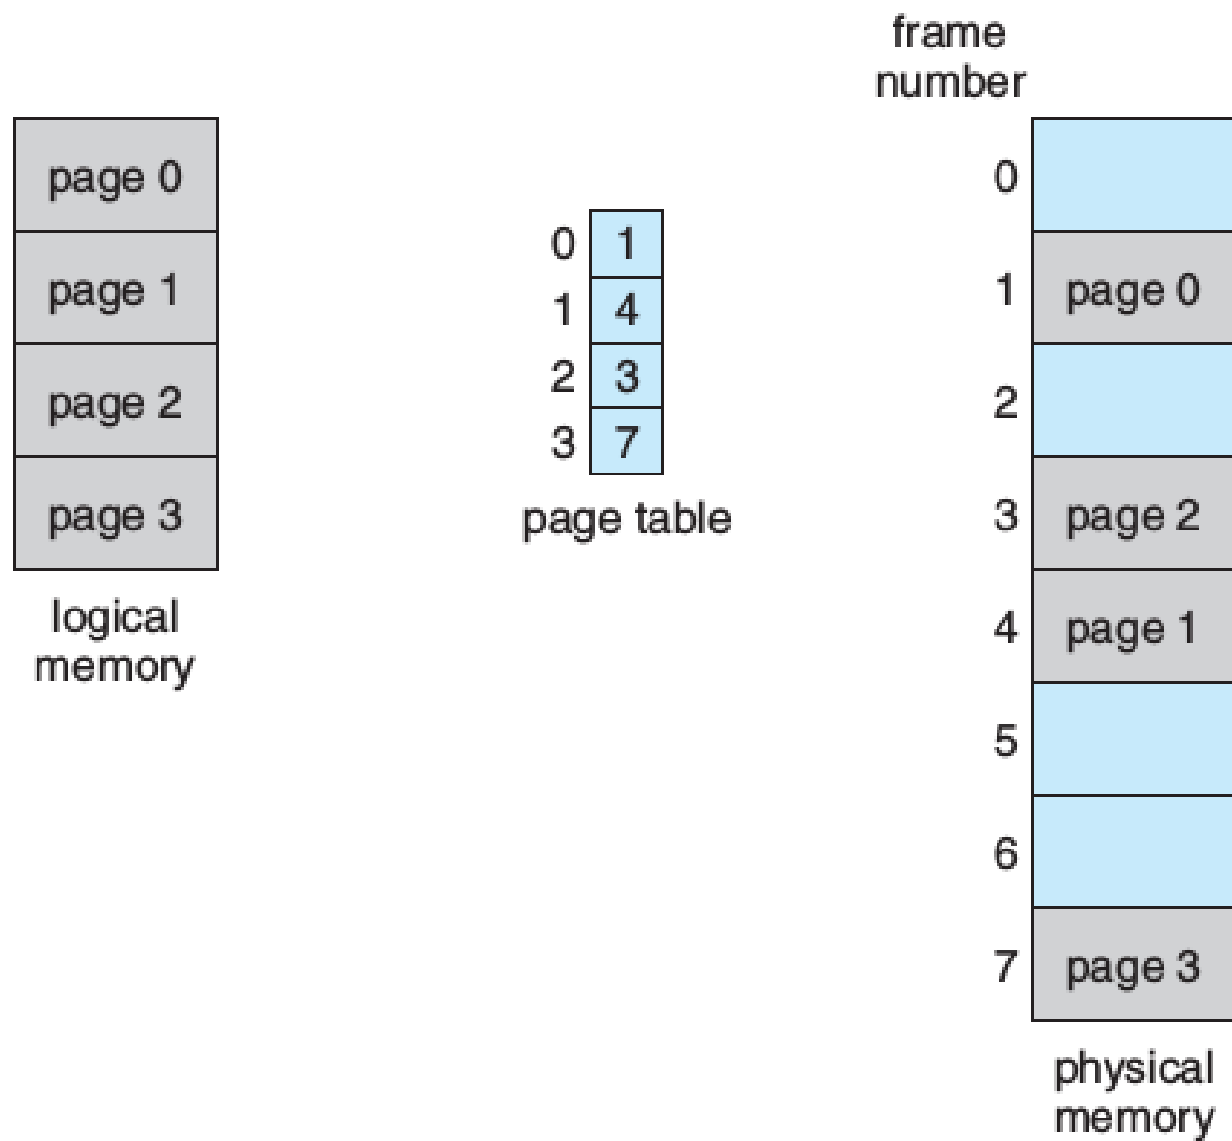 page 0
page 1
page 2
page 3
logical
memory
0 1
1 4
2 3
3 7
page table
frame
number
0
1 page 0
2
3 page 2
4 page 1
5
6
7 page 3
physical
memory